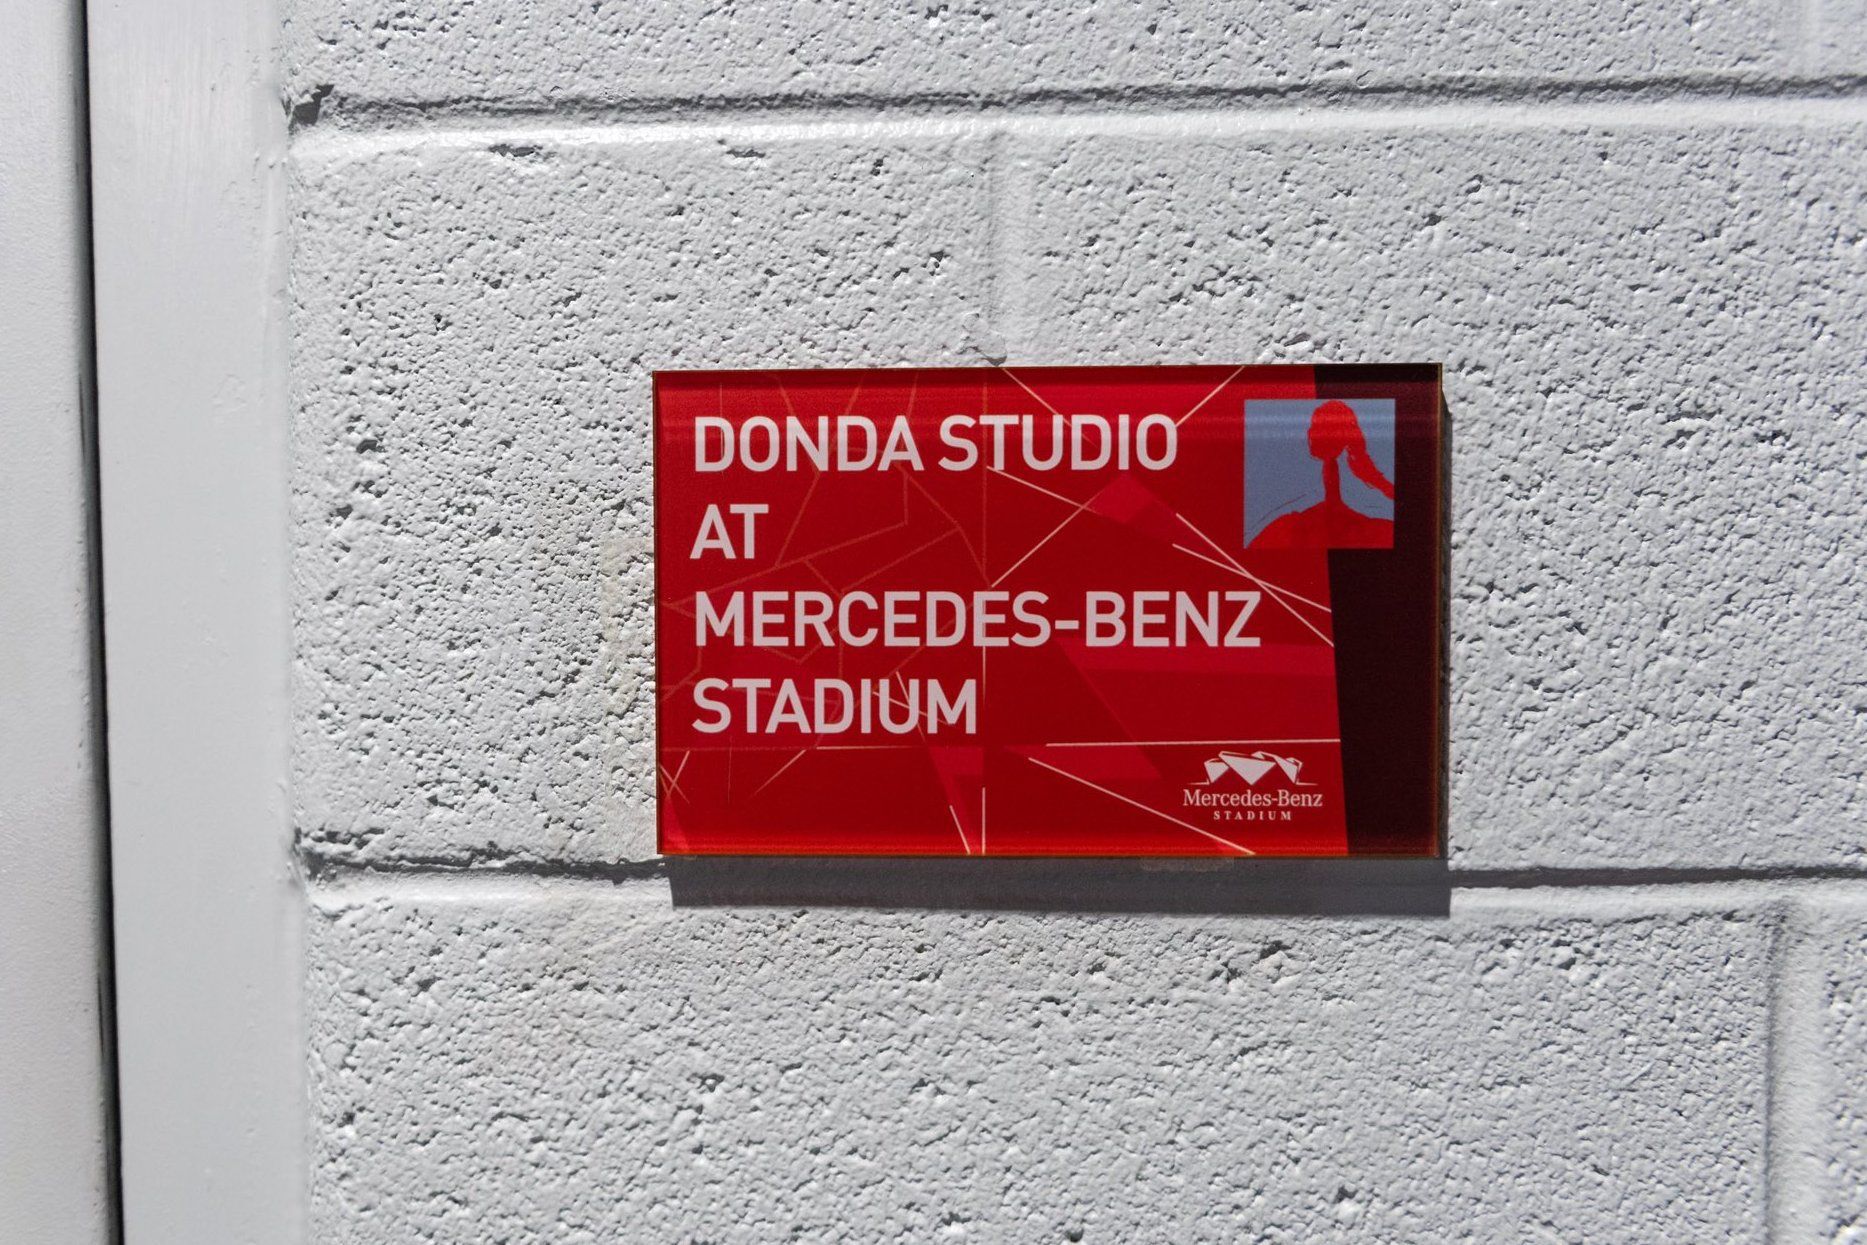 DONDA STUDIO
AT
MERCEDES-BENZ
STADIUM
Mercedes-Benz
STADIUM